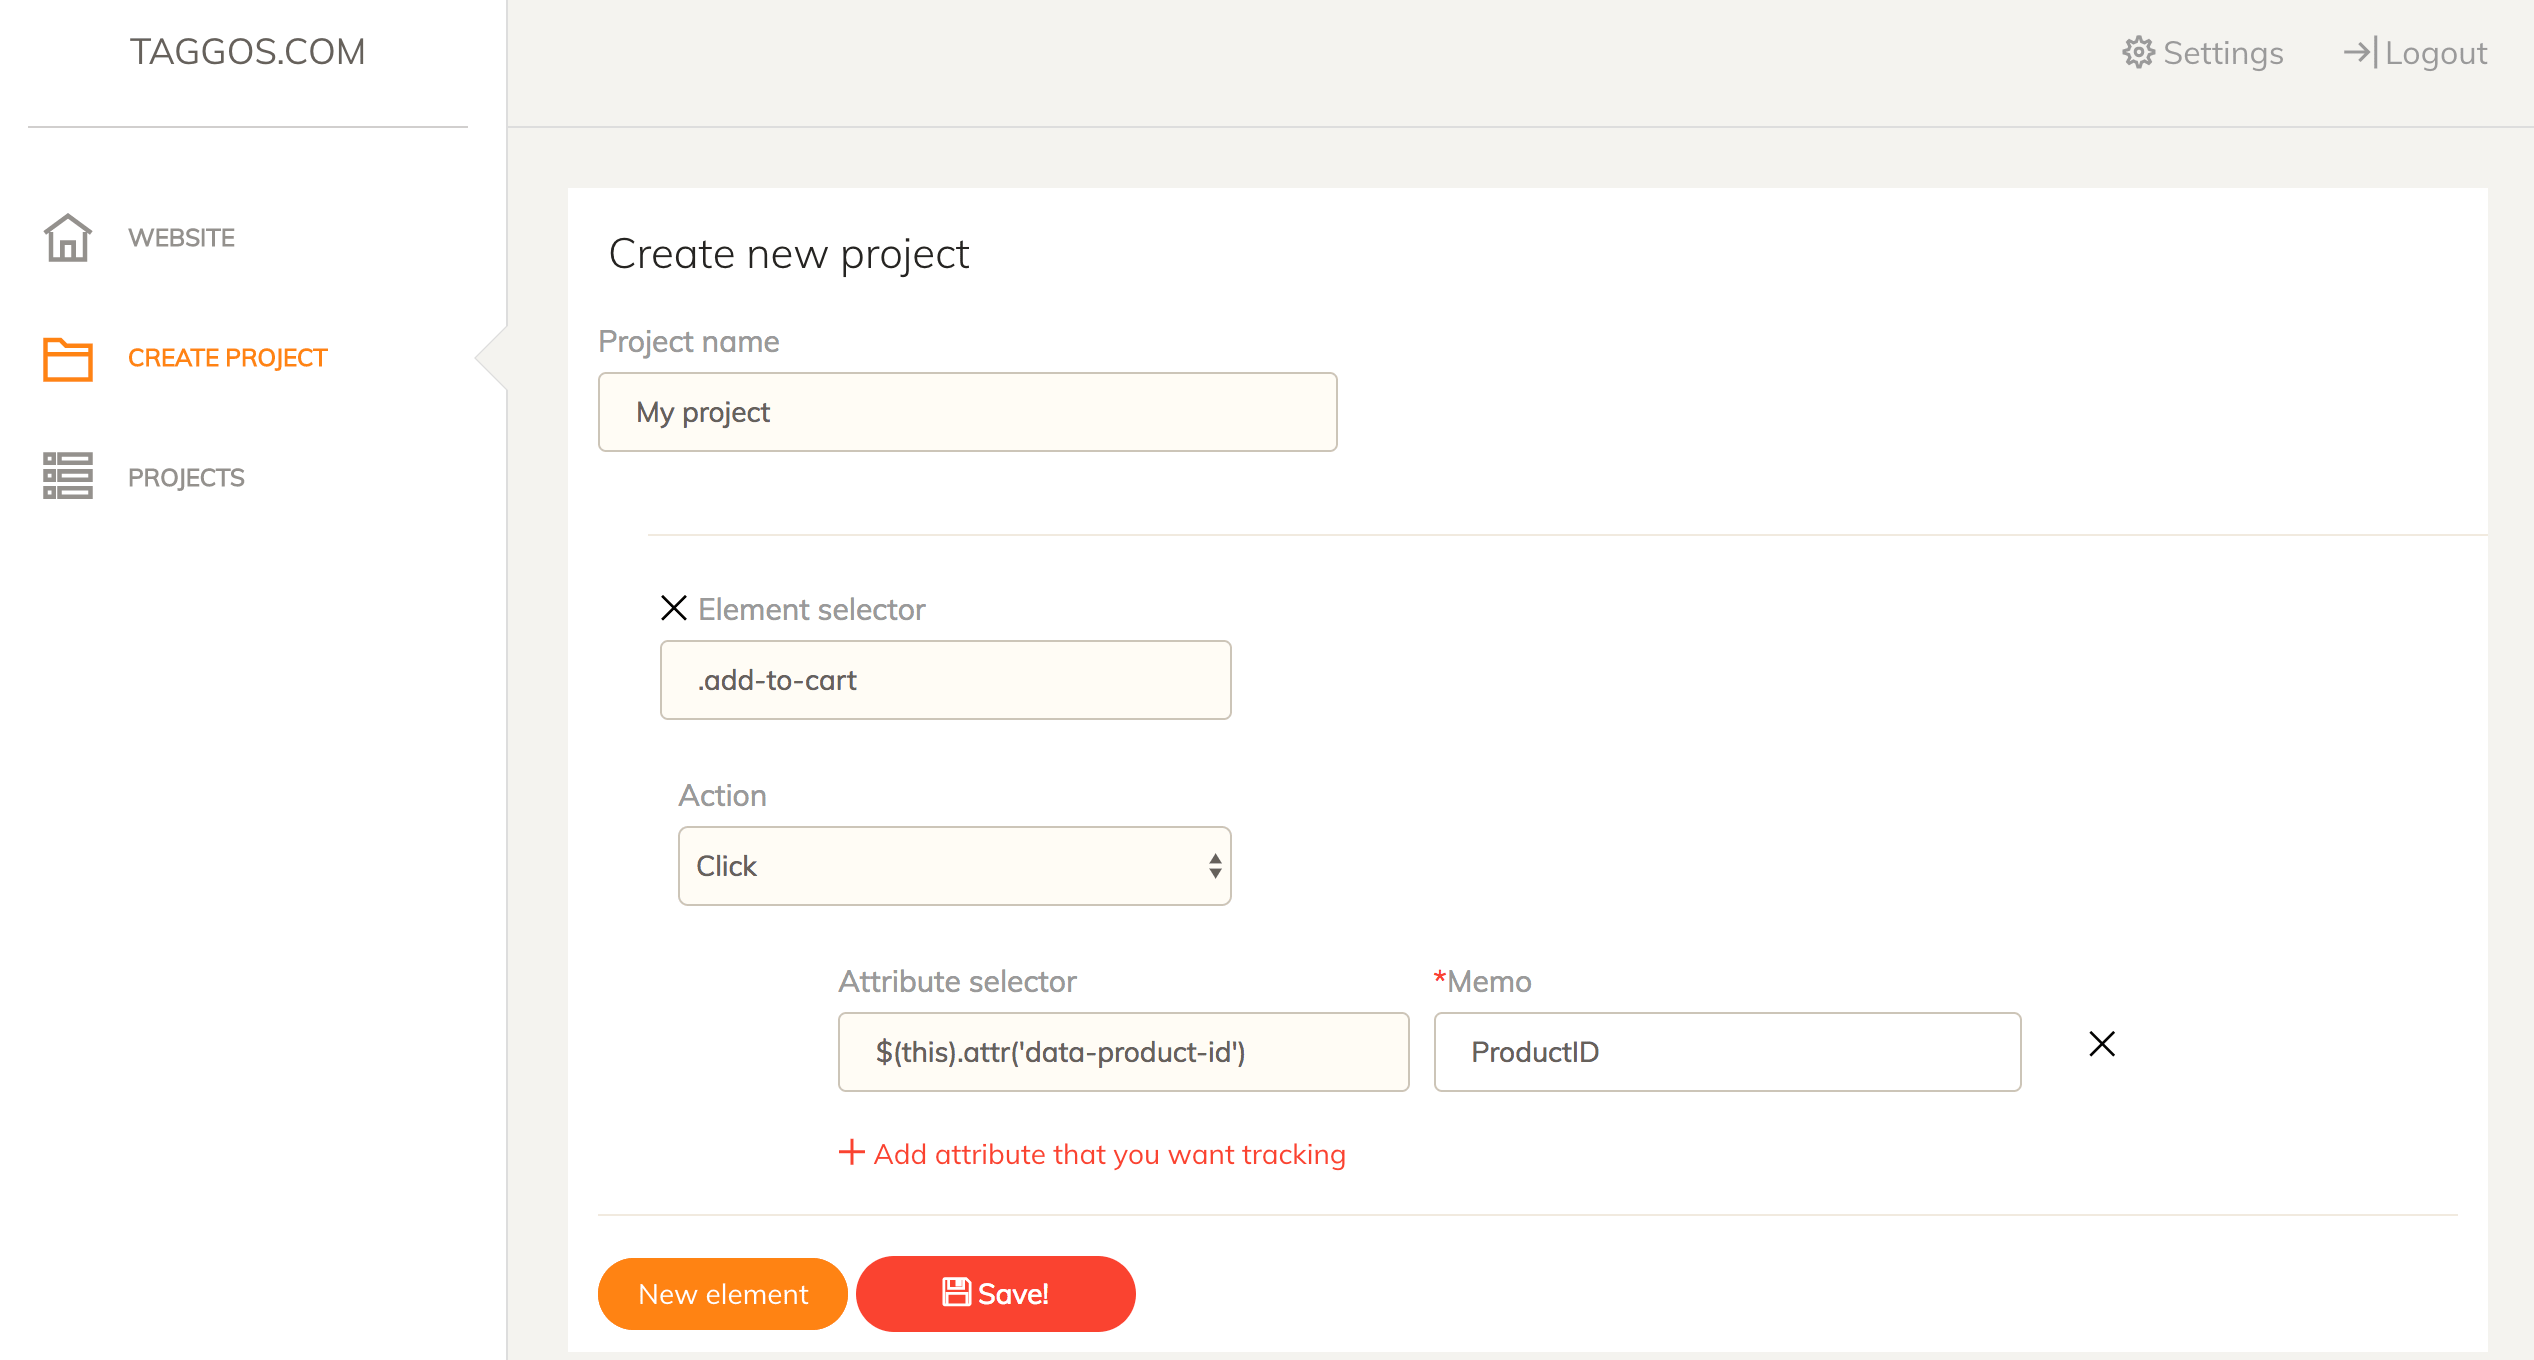 TAGGOS.COM
Settings
Logout
WEBSITE
CREATE PROJECT
PROJECTS
Create new project
Project name
My project
Element selector
.add-to-cart
Action
Click
Attribute selector
*Memo
$(this).attr('data-product-id')
ProductID
Add attribute that you want tracking
New element
Save!